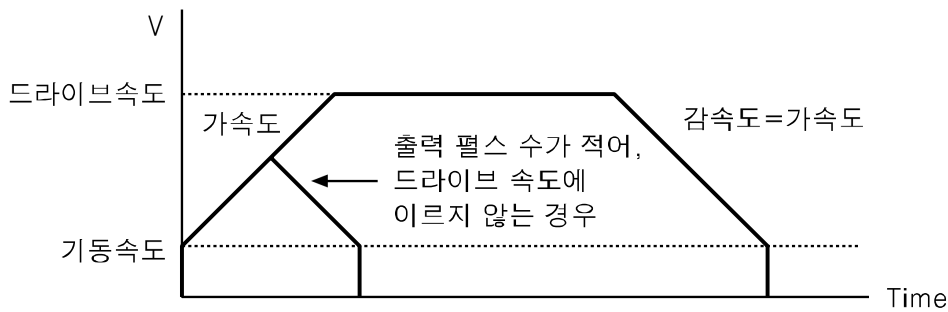 V
드라이브속도
가속도
감속도=가속도
출력 펄스 수가 적어,
드라이브 속도에
이르지 않는 경우
기동속도
Time